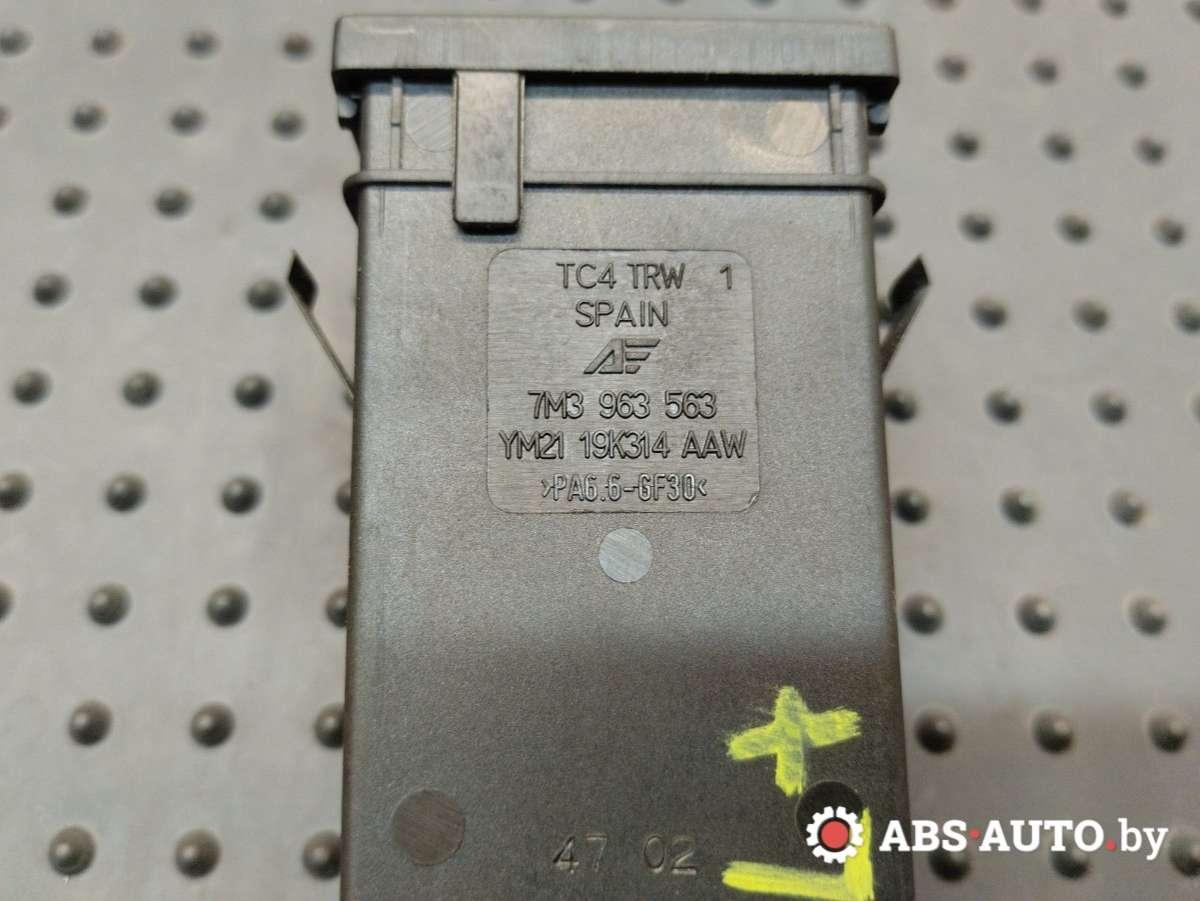 TC4 TRW 1
SPAIN
7M3 963 563
YM21 19K314 AAW
>PA6.6-GF30<
47 02
ABS-AUTO.by